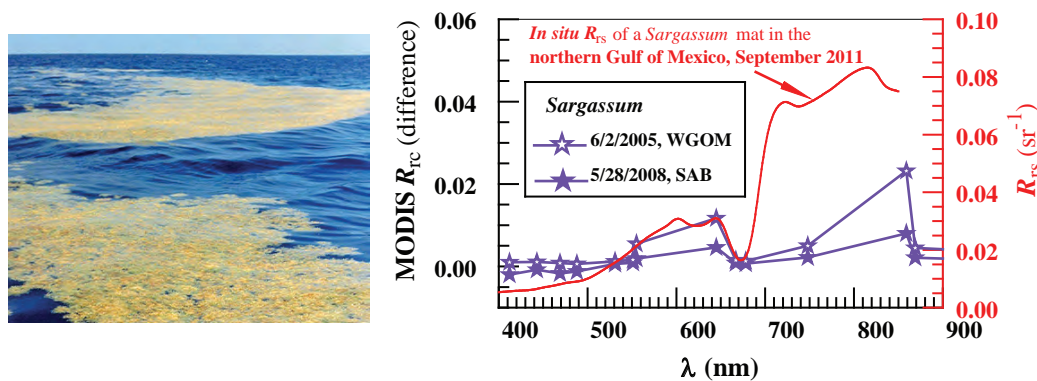 0.06
0.04
0.02
0.00
MODIS Rrc (difference)
In situ Rrs of a Sargassum mat in the
northern Gulf of Mexico, September 2011
Sargassum
6/2/2005, WGOM
5/28/2008, SAB
0.10
0.08
0.06
0.04
0.02
0.00
Rrs (sr⁻¹)
400 500 600 700 800 900
λ (nm)